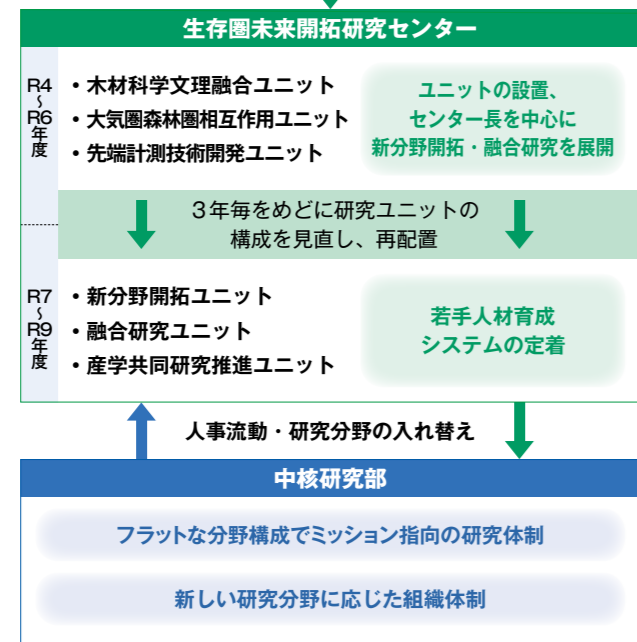 生存圏未来開拓研究センター
R4～R6年度
・木材科学文理融合ユニット
・大気圏森林圏相互作用ユニット
・先端計測技術開発ユニット
ユニットの設置、
センター長を中心に
新分野開拓・融合研究を展開
３年毎をめどに研究ユニットの
構成を見直し、再配置
R7～R9年度
・新分野開拓ユニット
・融合研究ユニット
・産学共同研究推進ユニット
若手人材育成
システムの定着
人事流動・研究分野の入れ替え
中核研究部
フラットな分野構成でミッション指向の研究体制
新しい研究分野に応じた組織体制